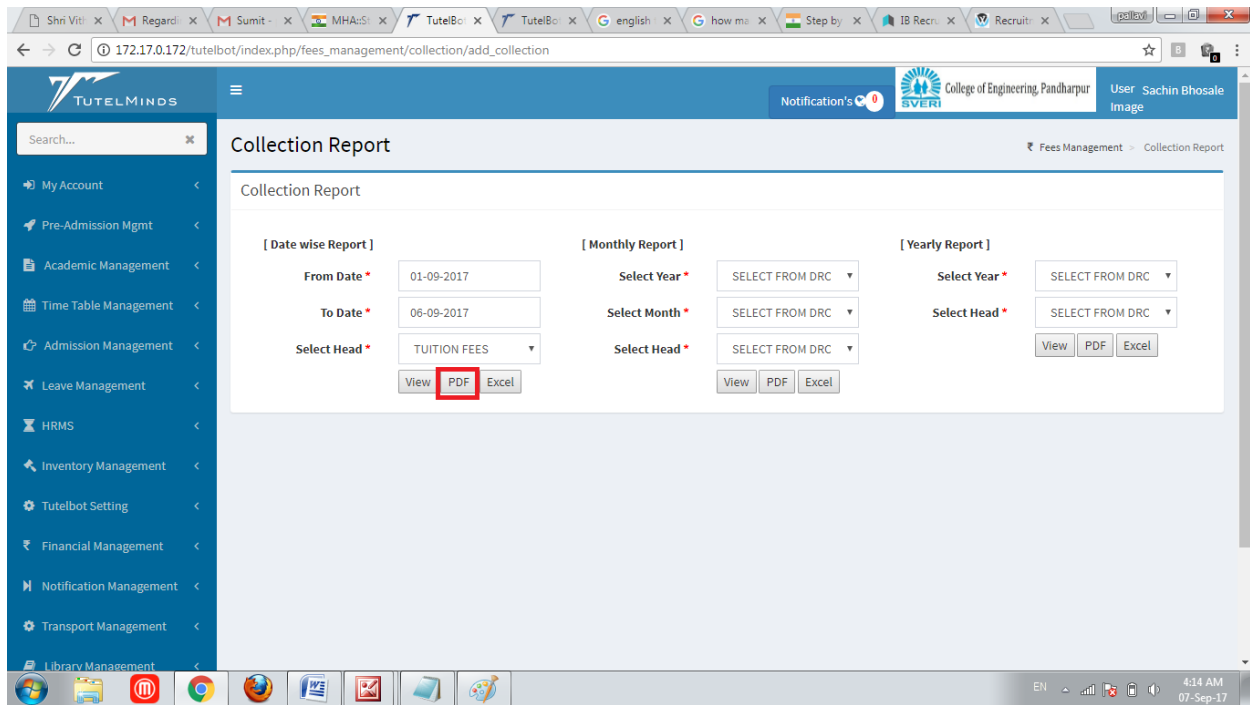 Shri Viti
Regardi
Sumit -
MHA::St
TutelBot
TutelBot
english
how ma
Step by
IB Recru
Recruitr
pallavi
172.17.0.172/tutelbot/index.php/fees_management/collection/add_collection
TUTELMINDS
Notification's 0
SVERI
College of Engineering, Pandharpur
User Image
Sachin Bhosale
Search...
Collection Report
₹ Fees Management > Collection Report
My Account
Pre-Admission Mgmt
Academic Management
Time Table Management
Admission Management
Leave Management
HRMS
Inventory Management
Tutelbot Setting
₹ Financial Management
Notification Management
Transport Management
Library Management
Collection Report
[ Date wise Report ]
From Date * 01-09-2017
To Date * 06-09-2017
Select Head * TUITION FEES
View PDF Excel
[ Monthly Report ]
Select Year * SELECT FROM DRC
Select Month * SELECT FROM DRC
Select Head * SELECT FROM DRC
View PDF Excel
[ Yearly Report ]
Select Year * SELECT FROM DRC
Select Head * SELECT FROM DRC
View PDF Excel
EN
4:14 AM
07-Sep-17